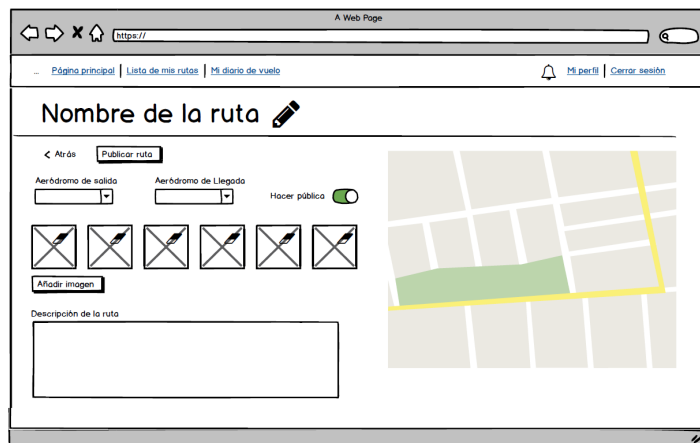 A Web Page
https://
... Página principal Lista de mis rutas Mi diario de vuelo Mi perfil Cerrar sesión
Nombre de la ruta
Atrás Publicar ruta
Aeródromo de salida Aeródromo de Llegada
Hacer pública
Añadir imagen
Descripción de la ruta